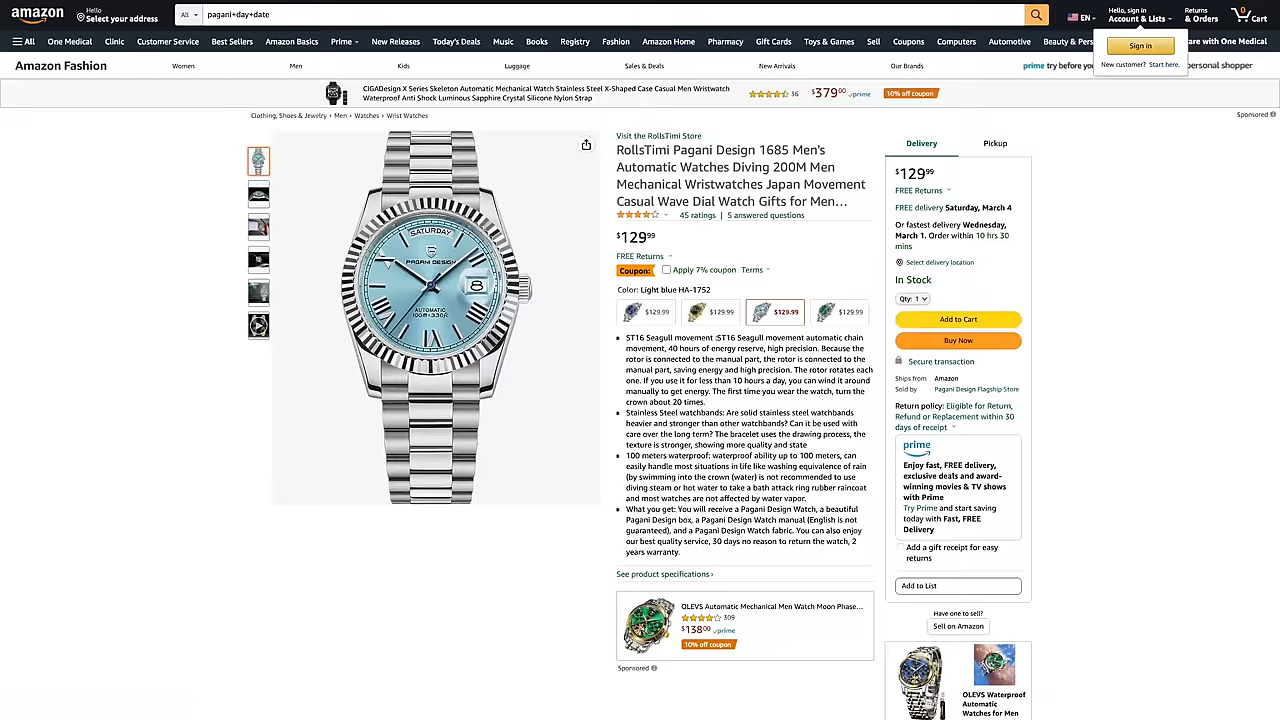 amazon
Hello
Select your address
All
pagani+day+date
EN
Hello, sign in
Account & Lists
Returns
& Orders
0
Cart
All
One Medical
Clinic
Customer Service
Best Sellers
Amazon Basics
Prime
New Releases
Today's Deals
Music
Books
Registry
Fashion
Amazon Home
Pharmacy
Gift Cards
Toys & Games
Sell
Coupons
Computers
Automotive
Beauty & Pers
are with One Medical
Sign in
New customer? Start here.
Amazon Fashion
Women
Men
Kids
Luggage
Sales & Deals
New Arrivals
Our Brands
prime try before you
personal shopper
CIGADesign X Series Skeleton Automatic Mechanical Watch Stainless Steel X-Shaped Case Casual Men Wristwatch
Waterproof Anti Shock Luminous Sapphire Crystal Silicone Nylon Strap
36
$37900
prime
10% off coupon
Sponsored
Clothing, Shoes & Jewelry › Men › Watches › Wrist Watches
SATURDAY
PAGANI DESIGN
8
AUTOMATIC
100M±330Ft
Visit the RollsTimi Store
RollsTimi Pagani Design 1685 Men's
Automatic Watches Diving 200M Men
Mechanical Wristwatches Japan Movement
Casual Wave Dial Watch Gifts for Men...
45 ratings | 5 answered questions
$12999
FREE Returns
Coupon: Apply 7% coupon Terms
Color: Light blue HA-1752
$129.99
$129.99
$129.99
$129.99
ST16 Seagull movement :ST16 Seagull movement automatic chain
movement, 40 hours of energy reserve, high precision. Because the
rotor is connected to the manual part, the rotor is connected to the
manual part, saving energy and high precision. The rotor rotates each
one. If you use it for less than 10 hours a day, you can wind it around
manually to get energy. The first time you wear the watch, turn the
crown about 20 times.
Stainless Steel watchbands: Are solid stainless steel watchbands
heavier and stronger than other watchbands? Can it be used with
care over the long term? The bracelet uses the drawing process, the
texture is stronger, showing more quality and state
100 meters waterproof: waterproof ability up to 100 meters, can
easily handle most situations in life like washing equivalence of rain
(by swimming into the crown (water) is not recommended to use
diving steam or hot water to take a bath attack ring rubber raincoat
and most watches are not affected by water vapor.
What you get: You will receive a Pagani Design Watch, a beautiful
Pagani Design box, a Pagani Design Watch manual (English is not
guaranteed), and a Pagani Design Watch fabric. You can also enjoy
our best quality service, 30 days no reason to return the watch, 2
years warranty.
See product specifications ›
OLEVS Automatic Mechanical Men Watch Moon Phase...
309
$13800 prime
10% off coupon
Sponsored
Delivery
Pickup
$12999
FREE Returns
FREE delivery Saturday, March 4
Or fastest delivery Wednesday,
March 1. Order within 10 hrs 30
mins
Select delivery location
In Stock
Qty: 1
Add to Cart
Buy Now
Secure transaction
Ships from Amazon
Sold by Pagani Design Flagship Store
Return policy: Eligible for Return,
Refund or Replacement within 30
days of receipt
prime
Enjoy fast, FREE delivery,
exclusive deals and award-
winning movies & TV shows
with Prime
Try Prime and start saving
today with Fast, FREE
Delivery
Add a gift receipt for easy
returns
Add to List
Have one to sell?
Sell on Amazon
OLEVS Waterproof
Automatic
Watches for Men